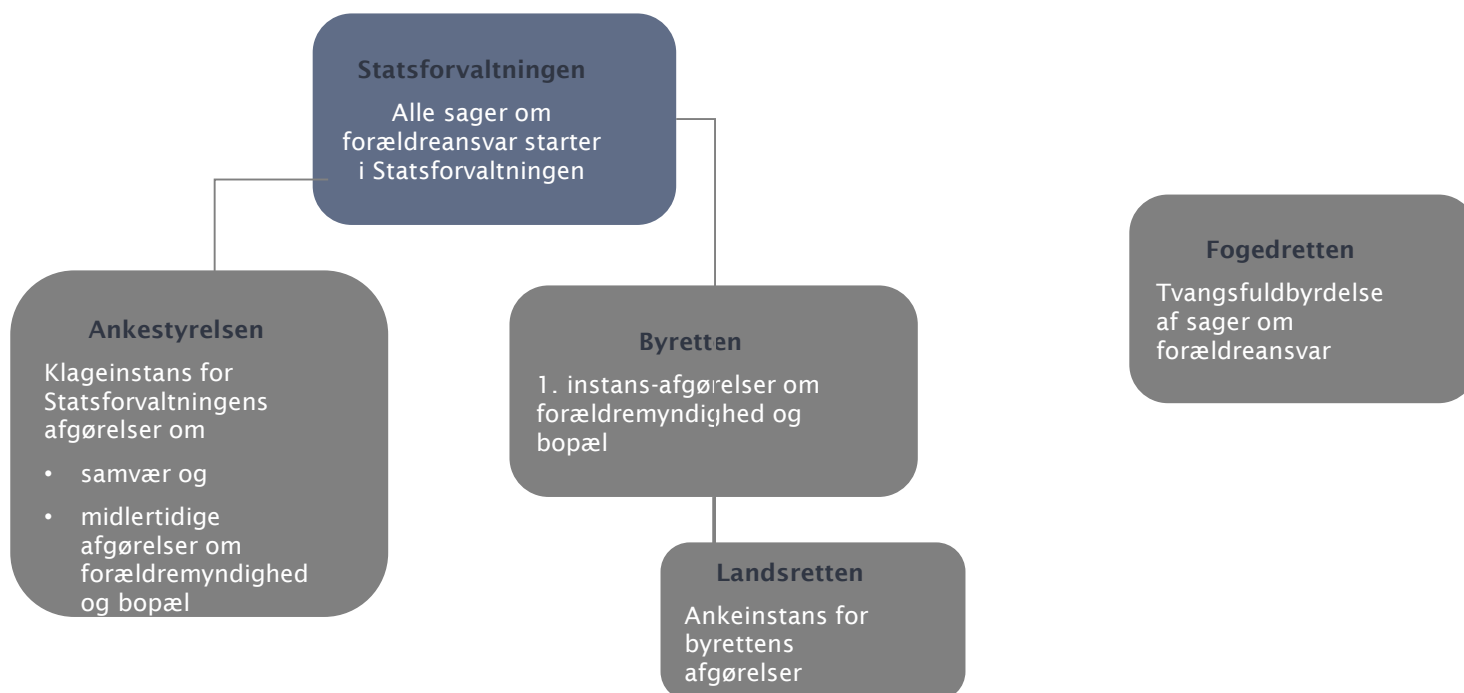 Statsforvaltningen
Alle sager om
forældreansvar starter
i Statsforvaltningen
Ankestyrelsen
Klageinstans for
Statsforvaltningens
afgørelser om
• samvær og
• midlertidige
afgørelser om
forældremyndighed
og bopæl
Byretten
1. instans-afgørelser om
forældremyndighed og
bopæl
Landsretten
Ankeinstans for
byrettens
afgørelser
Fogedretten
Tvangsfuldbyrdelse
af sager om
forældreansvar